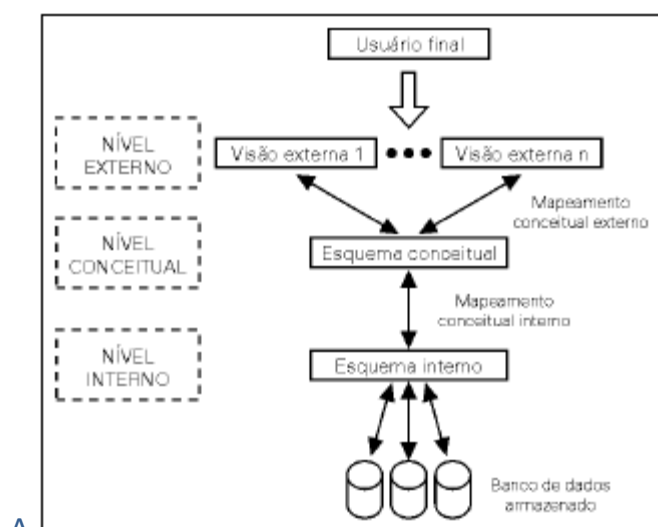 Usuário final
NÍVEL
EXTERNO
Visão externa 1
Visão externa n
Mapeamento
conceitual externo
NÍVEL
CONCEITUAL
Esquema conceitual
Mapeamento
conceitual interno
NÍVEL
INTERNO
Esquema interno
Banco de dados
armazenado
A